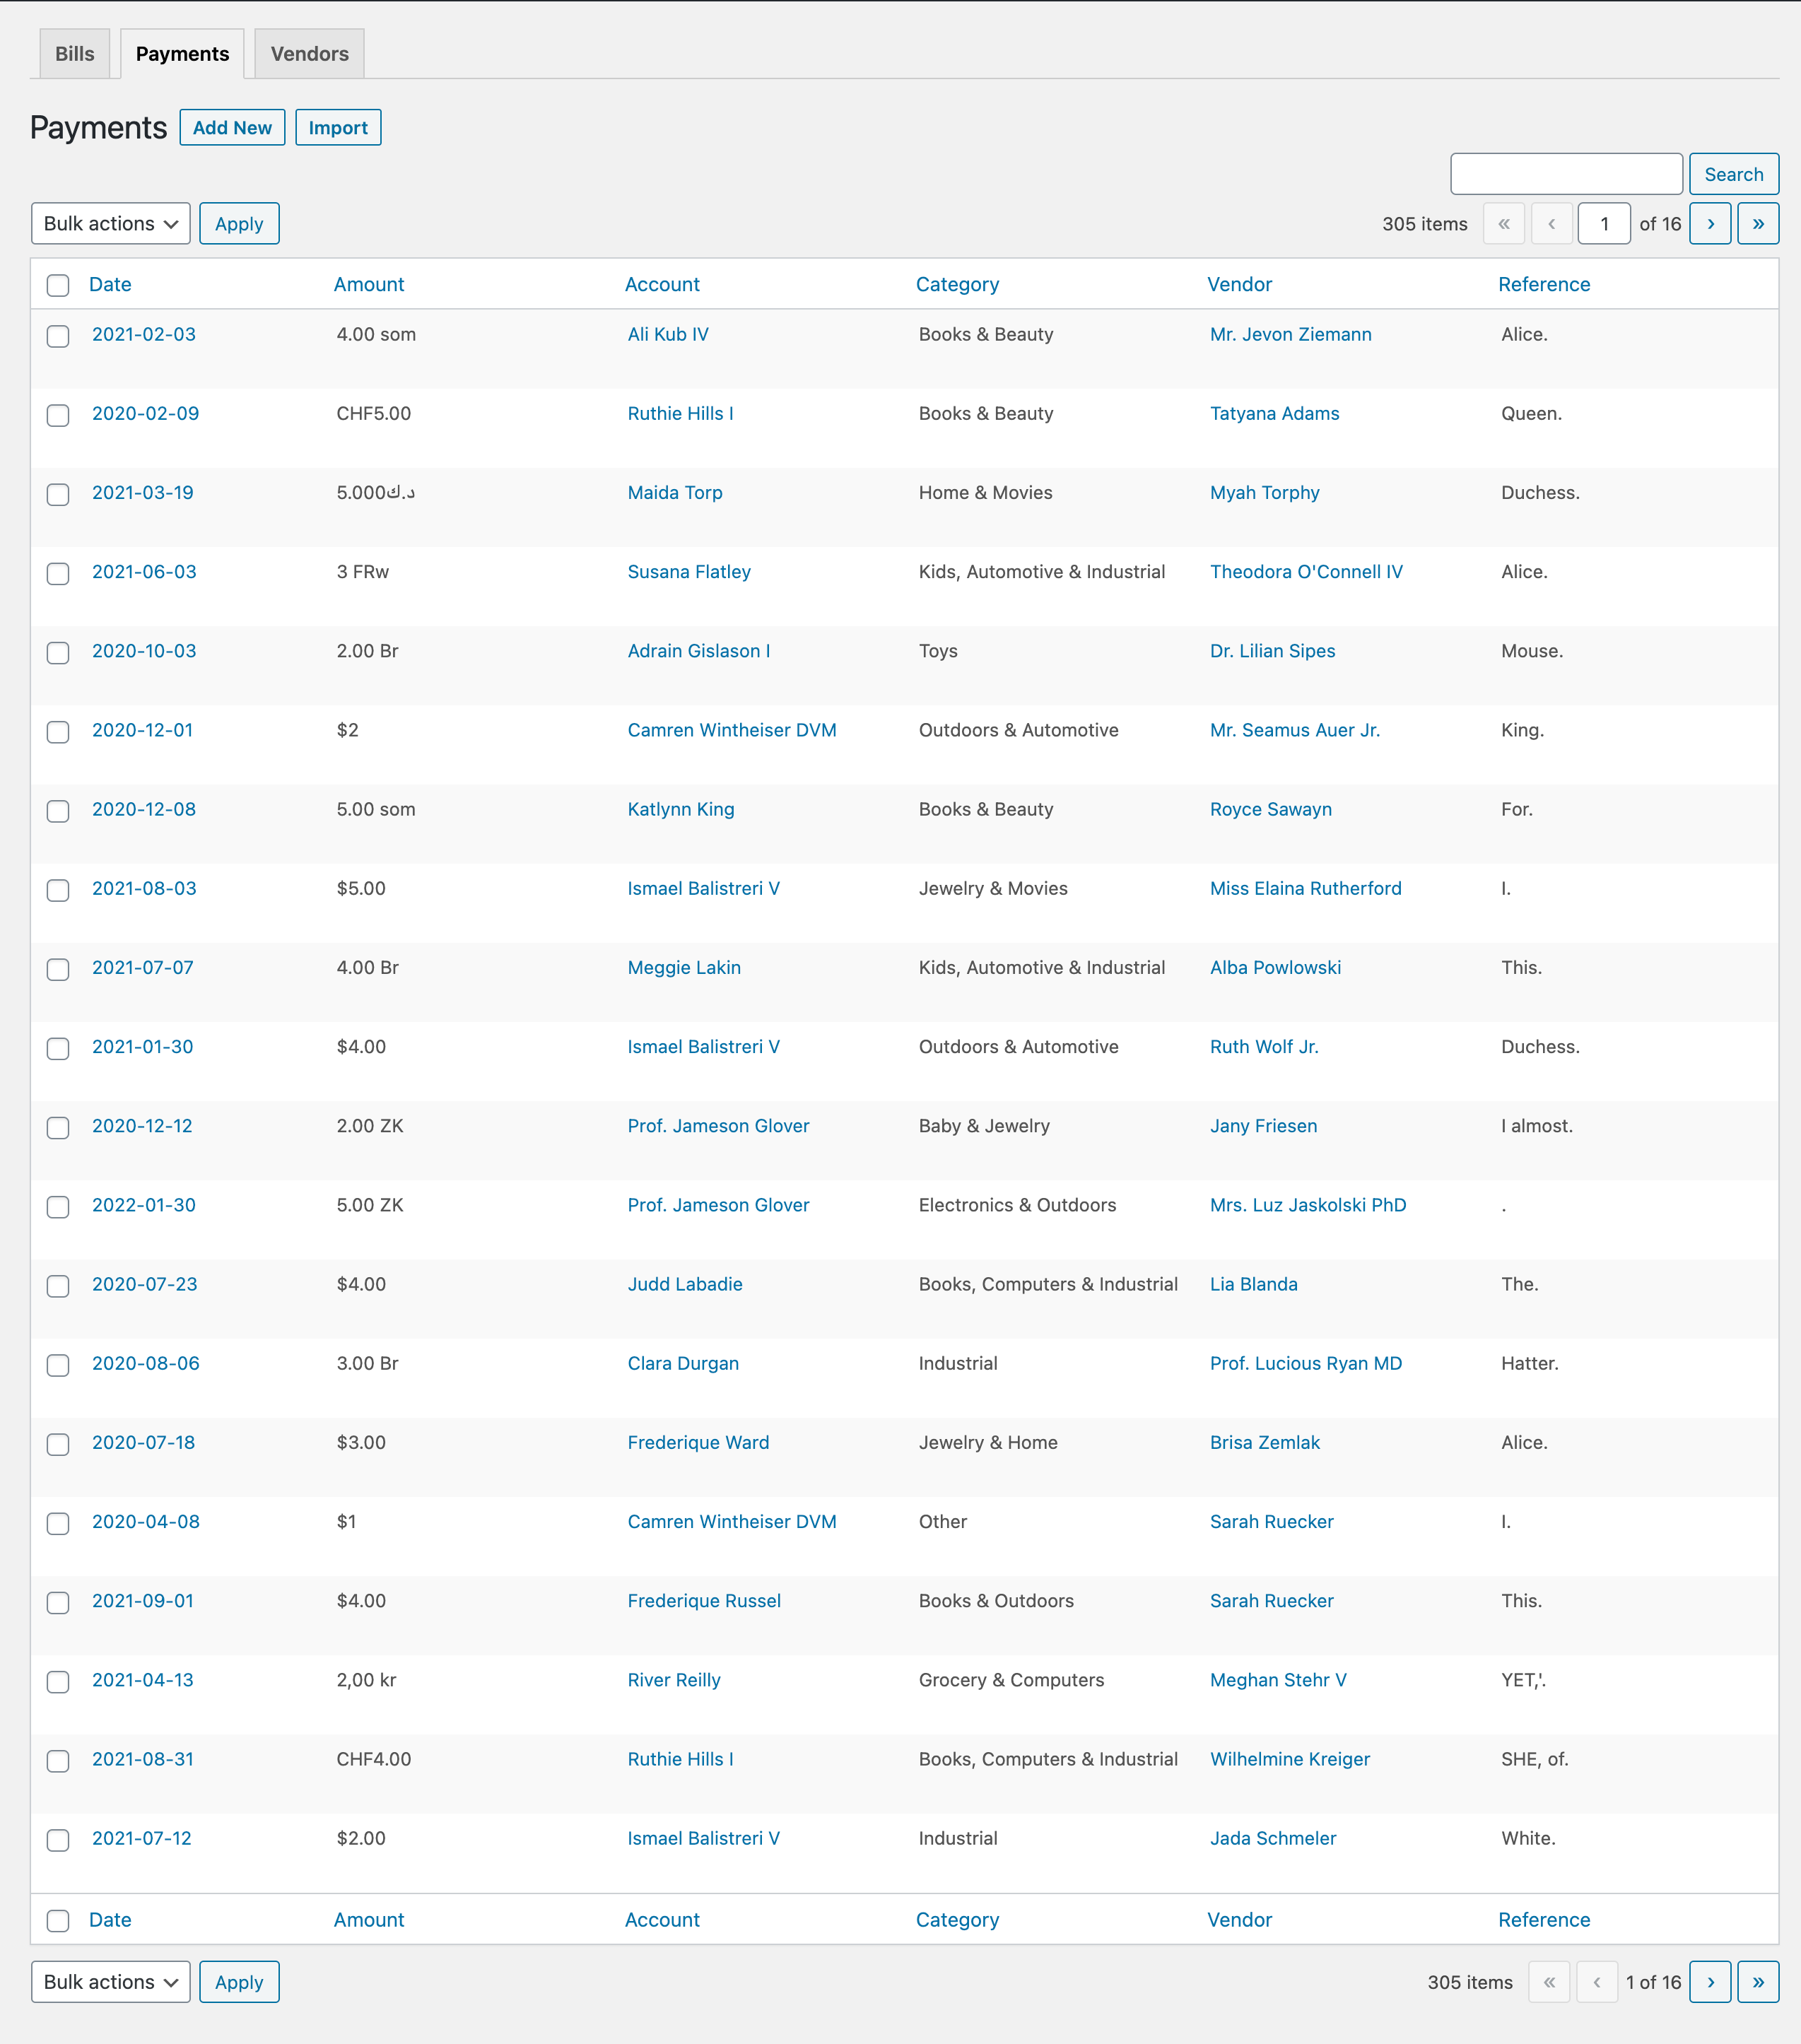 Bills Payments Vendors
Payments Add New Import
Search
Bulk actions Apply 305 items « ‹ 1 of 16 › »
Date Amount Account Category Vendor Reference
2021-02-03 4.00 som Ali Kub IV Books & Beauty Mr. Jevon Ziemann Alice.
2020-02-09 CHF5.00 Ruthie Hills I Books & Beauty Tatyana Adams Queen.
2021-03-19 5.000د.ك Maida Torp Home & Movies Myah Torphy Duchess.
2021-06-03 3 FRw Susana Flatley Kids, Automotive & Industrial Theodora O'Connell IV Alice.
2020-10-03 2.00 Br Adrain Gislason I Toys Dr. Lilian Sipes Mouse.
2020-12-01 $2 Camren Wintheiser DVM Outdoors & Automotive Mr. Seamus Auer Jr. King.
2020-12-08 5.00 som Katlynn King Books & Beauty Royce Sawayn For.
2021-08-03 $5.00 Ismael Balistreri V Jewelry & Movies Miss Elaina Rutherford I.
2021-07-07 4.00 Br Meggie Lakin Kids, Automotive & Industrial Alba Powlowski This.
2021-01-30 $4.00 Ismael Balistreri V Outdoors & Automotive Ruth Wolf Jr. Duchess.
2020-12-12 2.00 ZK Prof. Jameson Glover Baby & Jewelry Jany Friesen I almost.
2022-01-30 5.00 ZK Prof. Jameson Glover Electronics & Outdoors Mrs. Luz Jaskolski PhD .
2020-07-23 $4.00 Judd Labadie Books, Computers & Industrial Lia Blanda The.
2020-08-06 3.00 Br Clara Durgan Industrial Prof. Lucious Ryan MD Hatter.
2020-07-18 $3.00 Frederique Ward Jewelry & Home Brisa Zemlak Alice.
2020-04-08 $1 Camren Wintheiser DVM Other Sarah Ruecker I.
2021-09-01 $4.00 Frederique Russel Books & Outdoors Sarah Ruecker This.
2021-04-13 2,00 kr River Reilly Grocery & Computers Meghan Stehr V YET,'.
2021-08-31 CHF4.00 Ruthie Hills I Books, Computers & Industrial Wilhelmine Kreiger SHE, of.
2021-07-12 $2.00 Ismael Balistreri V Industrial Jada Schmeler White.
Date Amount Account Category Vendor Reference
Bulk actions Apply 305 items « ‹ 1 of 16 › »